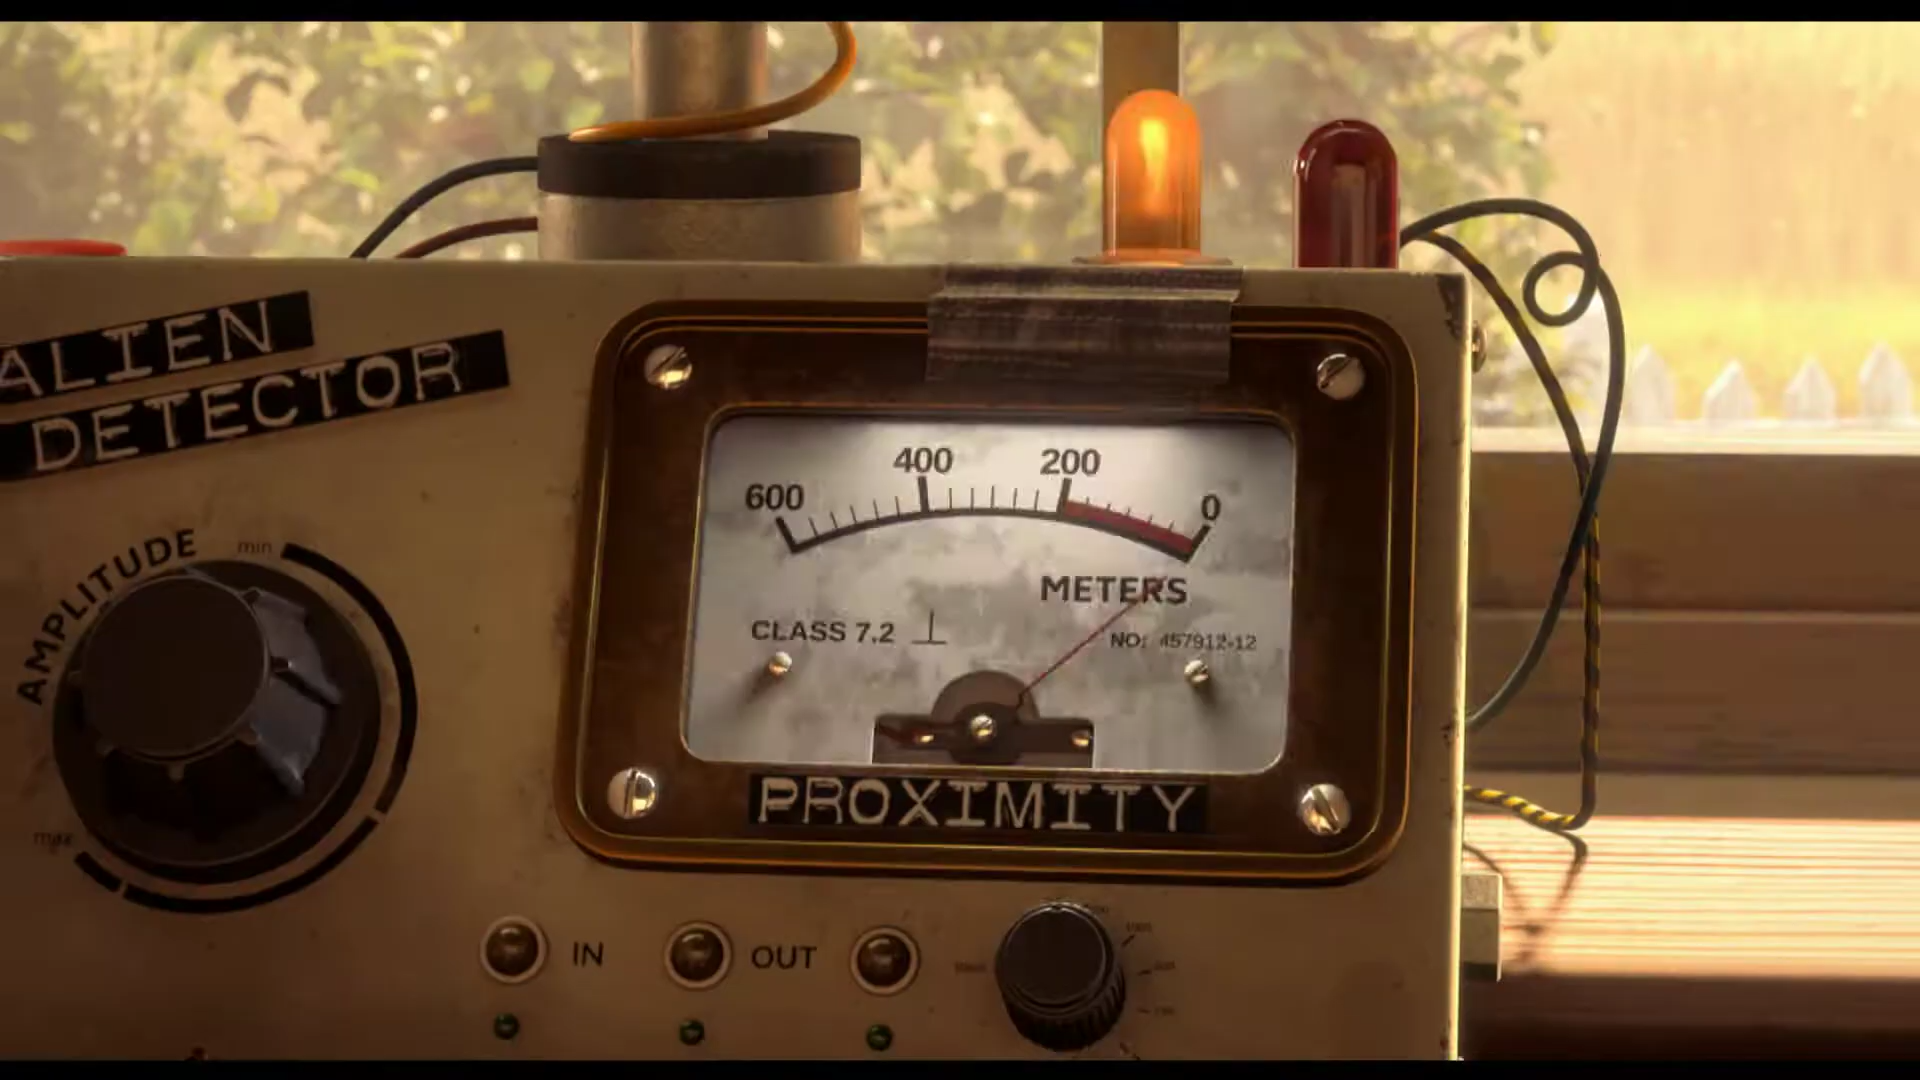 ALIEN
DETECTOR
AMPLITUDE
min
max
600
400
200
0
METERS
CLASS 7.2
NO: 457912-12
PROXIMITY
IN
OUT